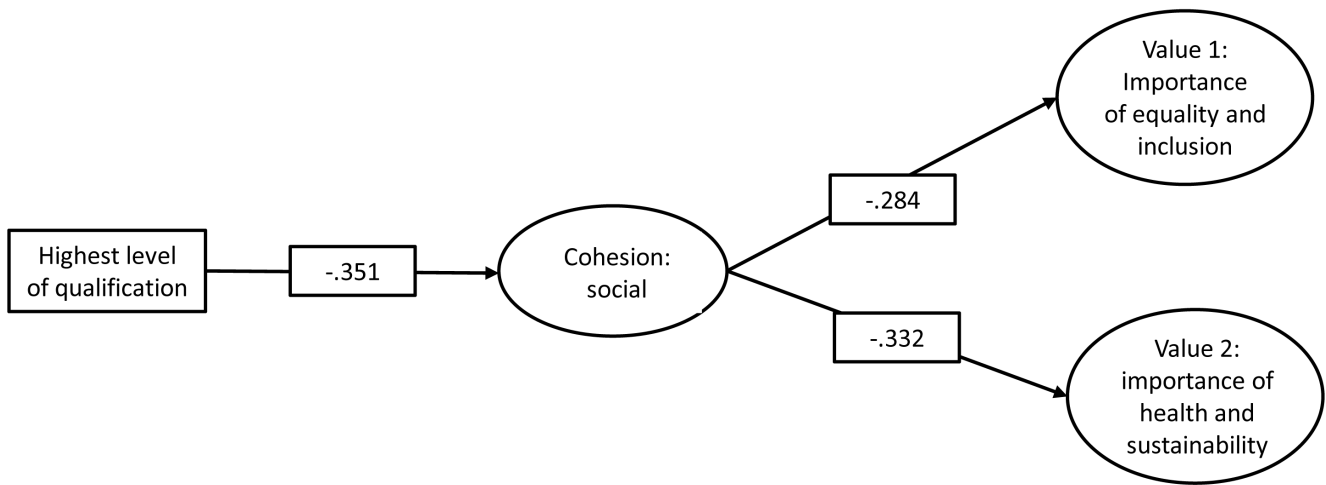 Highest level
of qualification
-.351
Cohesion:
social
-.284
-.332
Value 1:
Importance
of equality and
inclusion
Value 2:
importance of
health and
sustainability